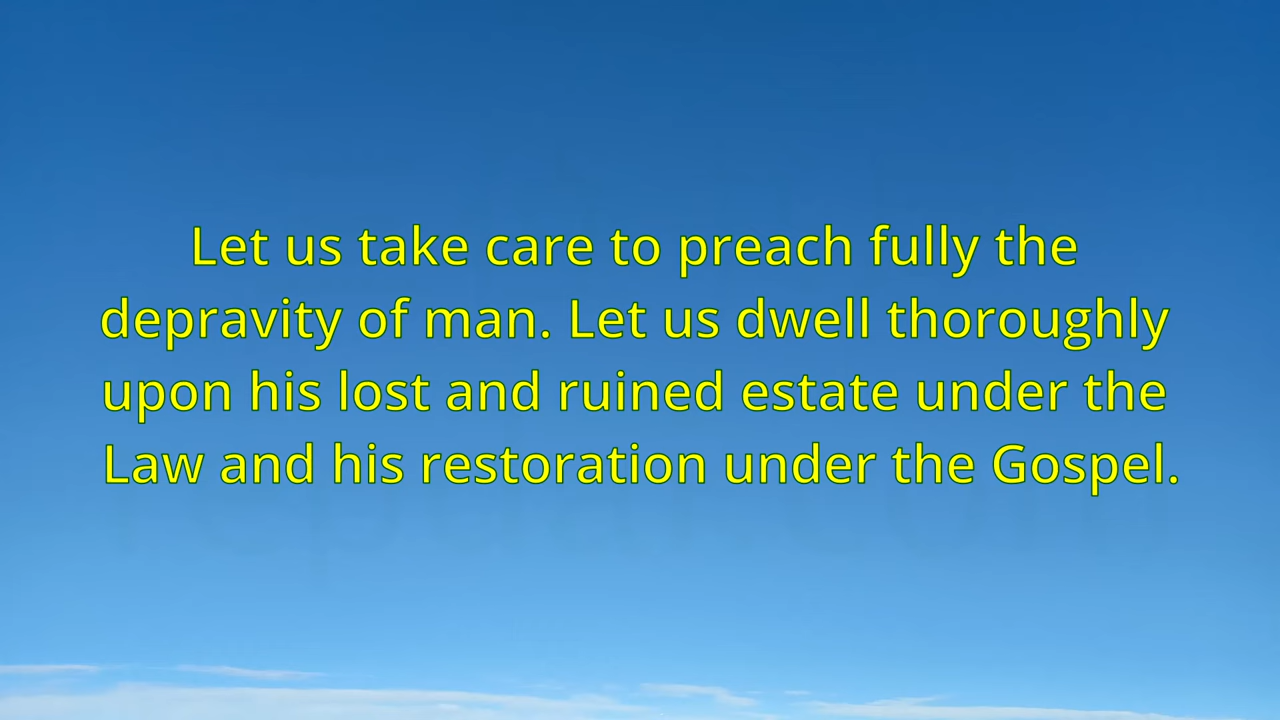 Let us take care to preach fully the
depravity of man. Let us dwell thoroughly
upon his lost and ruined estate under the
Law and his restoration under the Gospel.